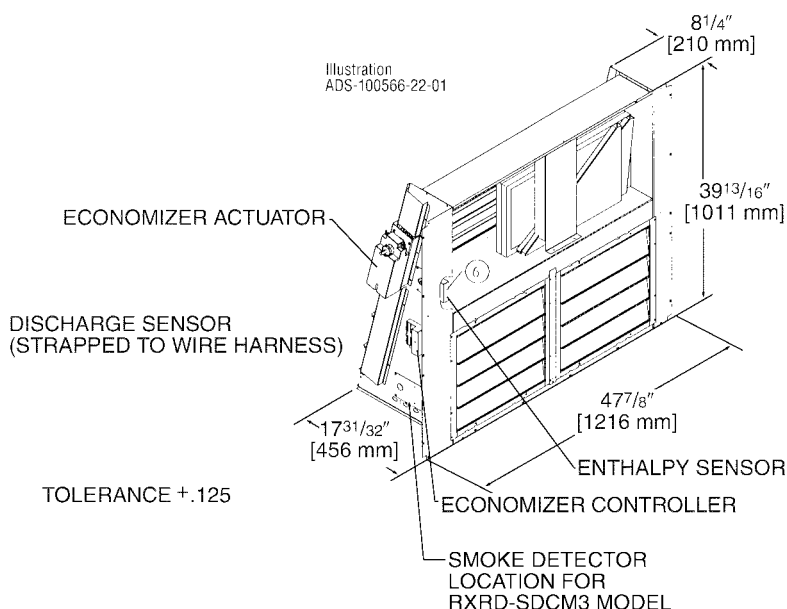 8 1/4"
[210 mm]
Illustration
ADS-100566-22-01
39 13/16"
[1011 mm]
ECONOMIZER ACTUATOR
6
DISCHARGE SENSOR
(STRAPPED TO WIRE HARNESS)
47 7/8"
[1216 mm]
17 31/32"
[456 mm]
ENTHALPY SENSOR
TOLERANCE +.125
ECONOMIZER CONTROLLER
SMOKE DETECTOR
LOCATION FOR
RXRD-SDCM3 MODEL